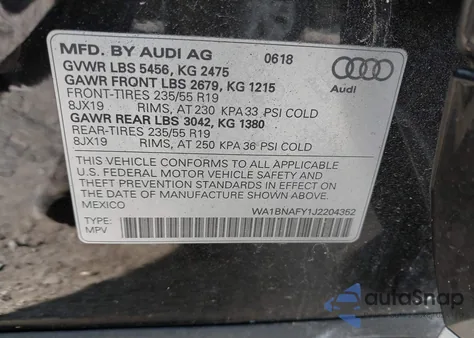 MFD. BY AUDI AG 0618
GVWR LBS 5456, KG 2475
GAWR FRONT LBS 2679, KG 1215
FRONT-TIRES 235/55 R19
8JX19 RIMS, AT 230 KPA 33 PSI COLD
GAWR REAR LBS 3042, KG 1380
REAR-TIRES 235/55 R19
8JX19 RIMS, AT 250 KPA 36 PSI COLD
Audi
THIS VEHICLE CONFORMS TO ALL APPLICABLE
U.S. FEDERAL MOTOR VEHICLE SAFETY AND
THEFT PREVENTION STANDARDS IN EFFECT ON
THE DATE OF MANUFACTURE SHOWN ABOVE.
MEXICO
WA1BNAFY1J2204352
TYPE:
MPV
autaSnap